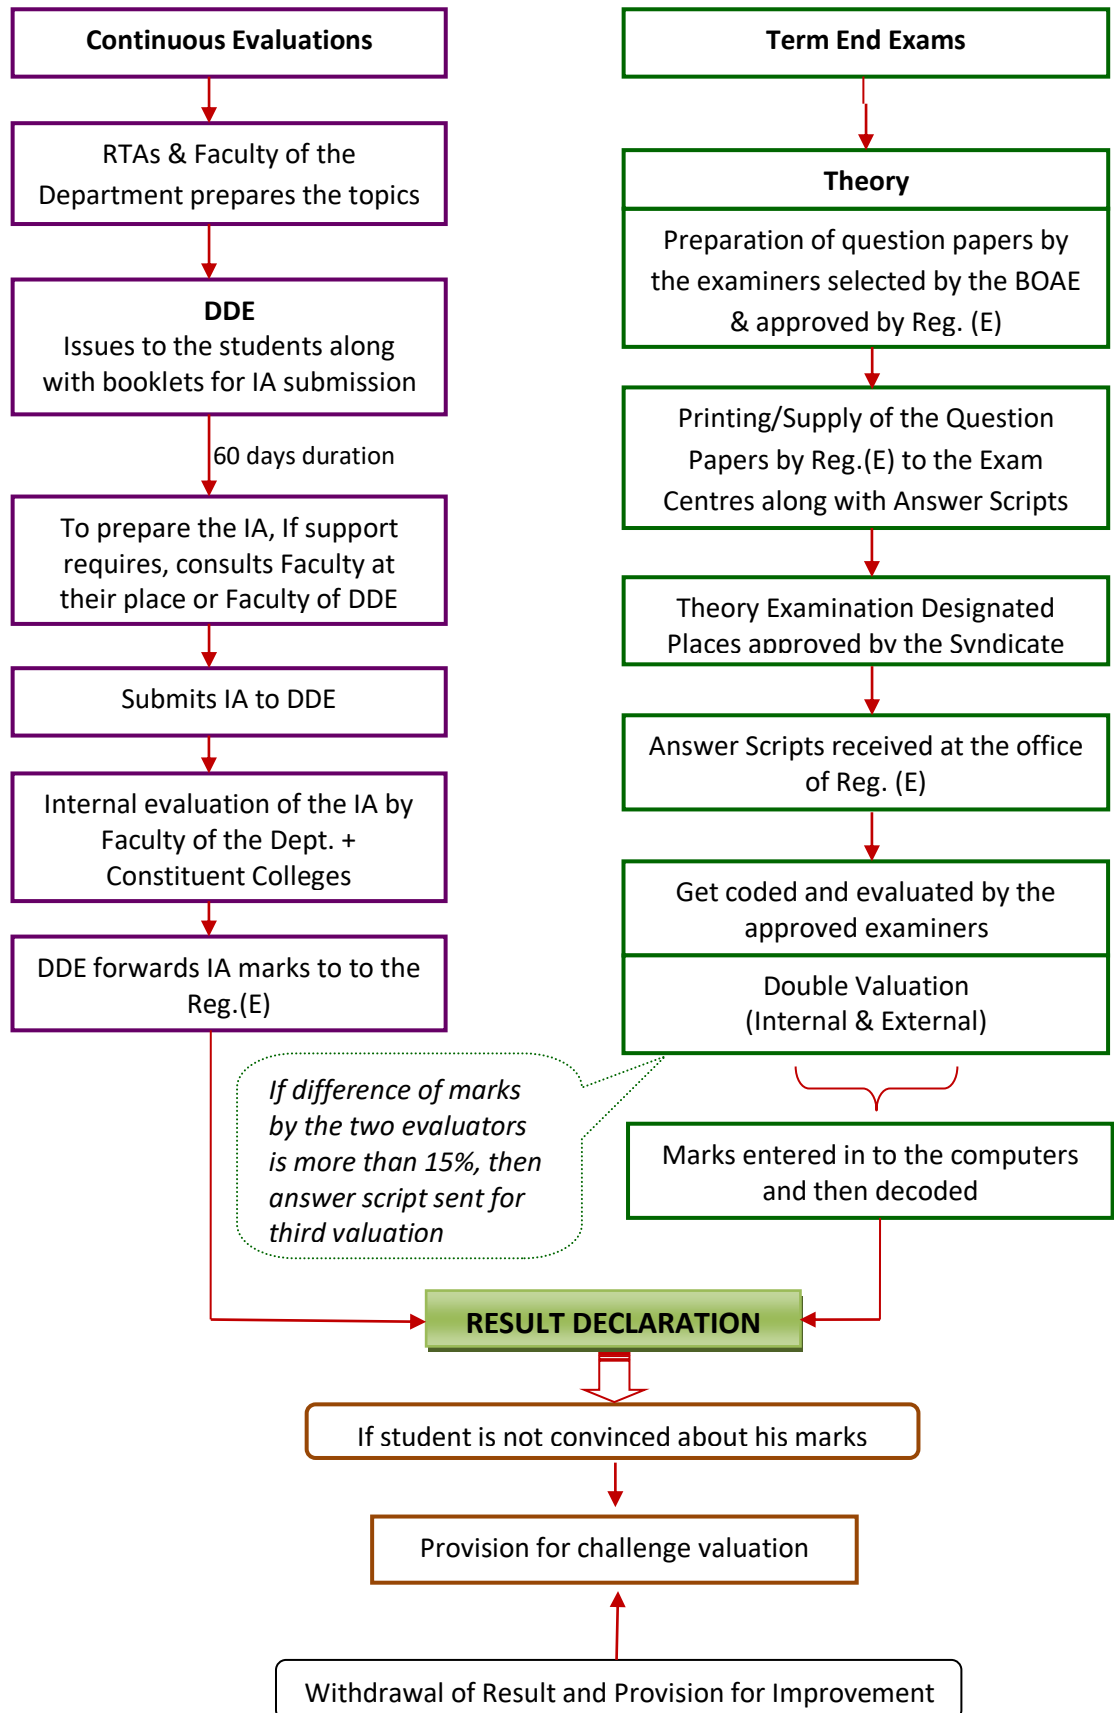 Continuous Evaluations
RTAs & Faculty of the
Department prepares the topics
DDE
Issues to the students along
with booklets for IA submission
60 days duration
To prepare the IA, If support
requires, consults Faculty at
their place or Faculty of DDE
Submits IA to DDE
Internal evaluation of the IA by
Faculty of the Dept. +
Constituent Colleges
DDE forwards IA marks to to the
Reg.(E)
Term End Exams
Theory
Preparation of question papers by
the examiners selected by the BOAE
& approved by Reg. (E)
Printing/Supply of the Question
Papers by Reg.(E) to the Exam
Centres along with Answer Scripts
Theory Examination Designated
Places approved by the Syndicate
Answer Scripts received at the office
of Reg. (E)
Get coded and evaluated by the
approved examiners
Double Valuation
(Internal & External)
If difference of marks
by the two evaluators
is more than 15%, then
answer script sent for
third valuation
Marks entered in to the computers
and then decoded
RESULT DECLARATION
If student is not convinced about his marks
Provision for challenge valuation
Withdrawal of Result and Provision for Improvement